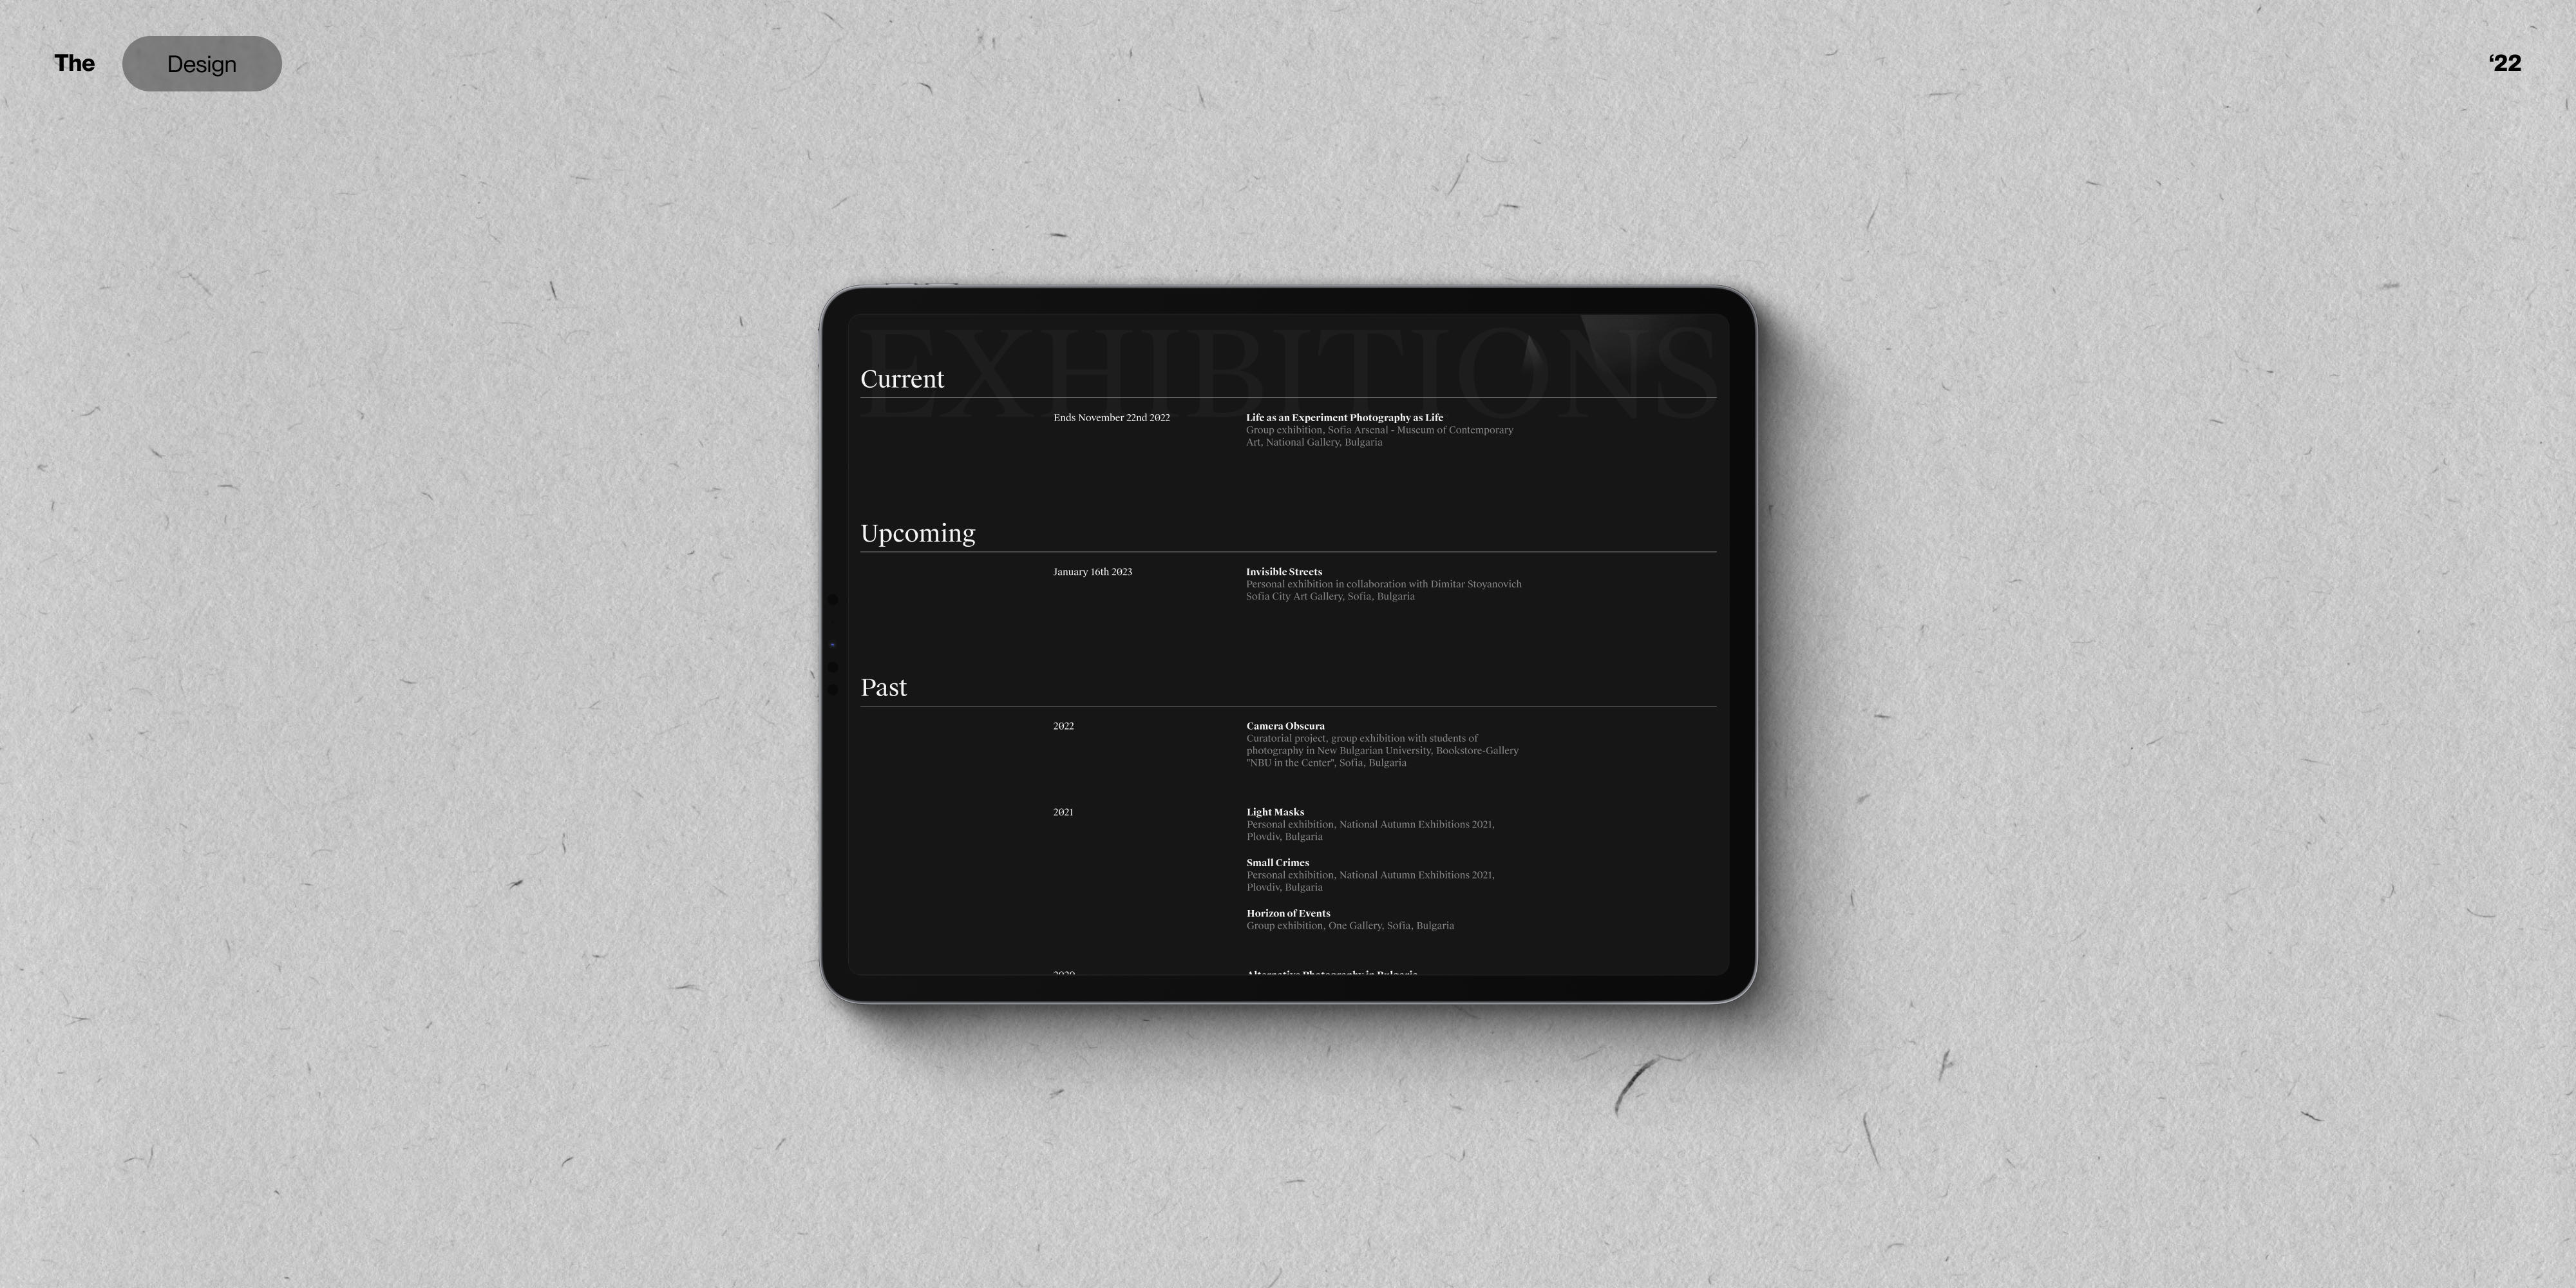 The Design '22
EXHIBITIONS
Current
Ends November 22nd 2022
Life as an Experiment Photography as Life
Group exhibition, Sofia Arsenal - Museum of Contemporary
Art, National Gallery, Bulgaria
Upcoming
January 16th 2023
Invisible Streets
Personal exhibition in collaboration with Dimitar Stoyanovich
Sofia City Art Gallery, Sofia, Bulgaria
Past
2022
Camera Obscura
Curatorial project, group exhibition with students of
photography in New Bulgarian University, Bookstore-Gallery
"NBU in the Center", Sofia, Bulgaria
2021
Light Masks
Personal exhibition, National Autumn Exhibitions 2021,
Plovdiv, Bulgaria
Small Crimes
Personal exhibition, National Autumn Exhibitions 2021,
Plovdiv, Bulgaria
Horizon of Events
Group exhibition, One Gallery, Sofia, Bulgaria
2020
Alternative Photography in Bulgaria